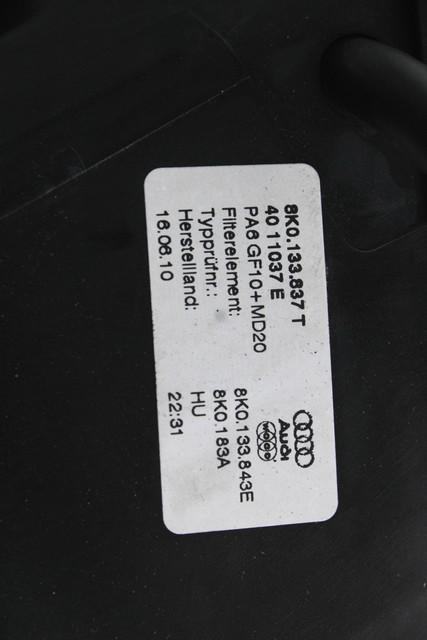 8K0.133.837 T
40 11037 E
PA6 GF10+MD20
Filterelement: 8K0.133.843E
Typprüfnr.: 8K0.183A
Herstellland: HU
16.06.10 22:31
Audi